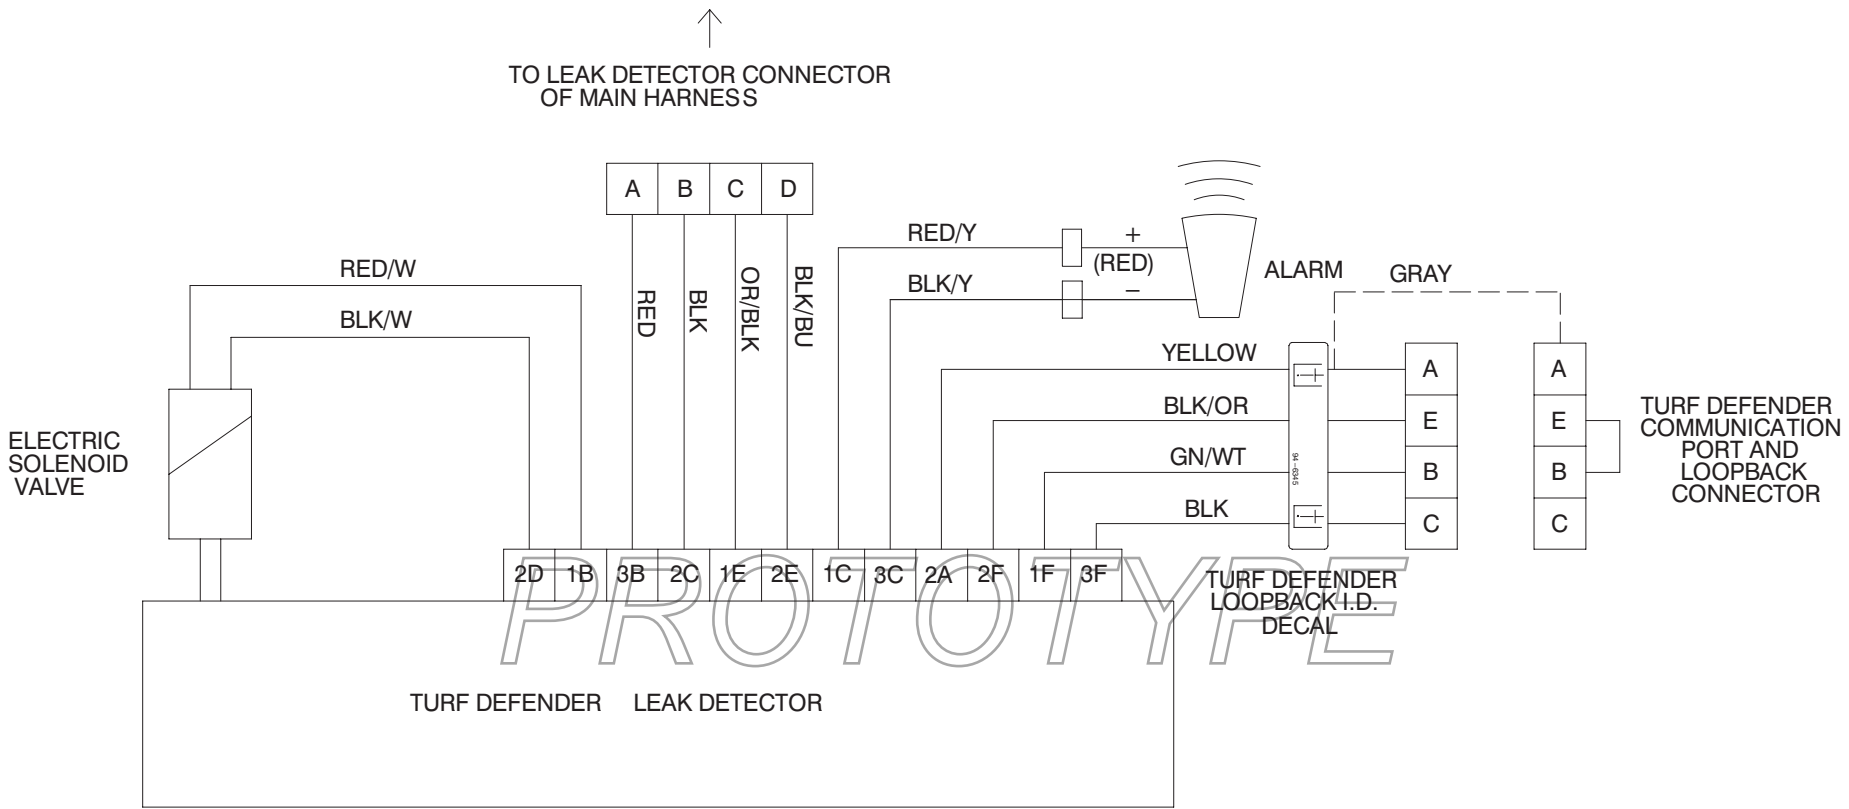 TO LEAK DETECTOR CONNECTOR
OF MAIN HARNESS
A B C D
RED
BLK
OR/BLK
BLK/BU
RED/W
BLK/W
RED/Y
BLK/Y
+
(RED)
−
ALARM
GRAY
YELLOW
BLK/OR
GN/WT
BLK
94-6345
A
E
B
C
A
E
B
C
TURF DEFENDER
COMMUNICATION
PORT AND
LOOPBACK
CONNECTOR
ELECTRIC
SOLENOID
VALVE
2D 1B 3B 2C 1E 2E 1C 3C 2A 2F 1F 3F
TURF DEFENDER
LOOPBACK I.D.
DECAL
PROTOTYPE
TURF DEFENDER LEAK DETECTOR